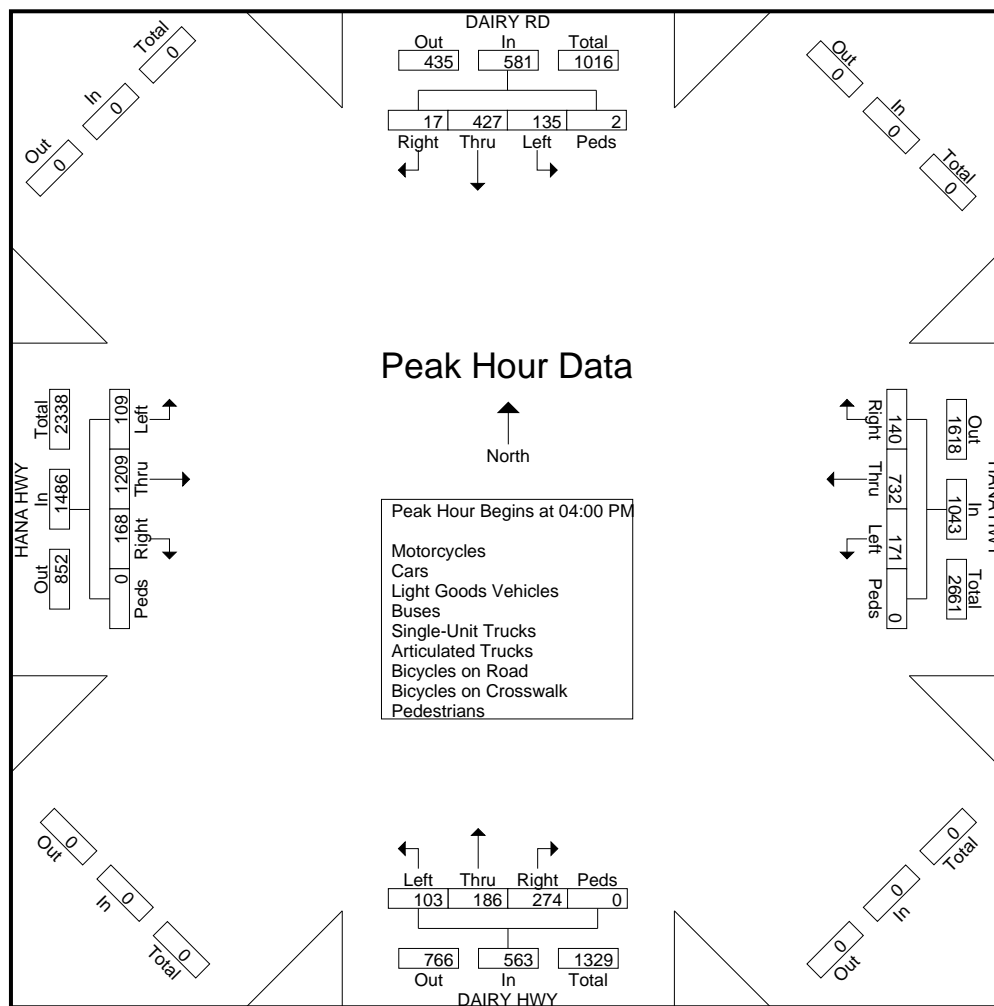 DAIRY RD
Out In Total
435 581 1016
17 427 135 2
Right Thru Left Peds
Total
0
In
0
Out
0
Out
0
In
0
Total
0
Peak Hour Data
North
Peak Hour Begins at 04:00 PM
Motorcycles
Cars
Light Goods Vehicles
Buses
Single-Unit Trucks
Articulated Trucks
Bicycles on Road
Bicycles on Crosswalk
Pedestrians
HANA HWY
Out In Total
852 1486 2338
Peds Right Thru Left
0 168 1209 109
Right Thru Left Peds
140 732 171 0
Out In Total
1618 1043 2661
HANA HWY
Left Thru Right Peds
103 186 274 0
766 563 1329
Out In Total
DAIRY HWY
0
Out
0
In
0
Total
0
Total
0
In
0
Out